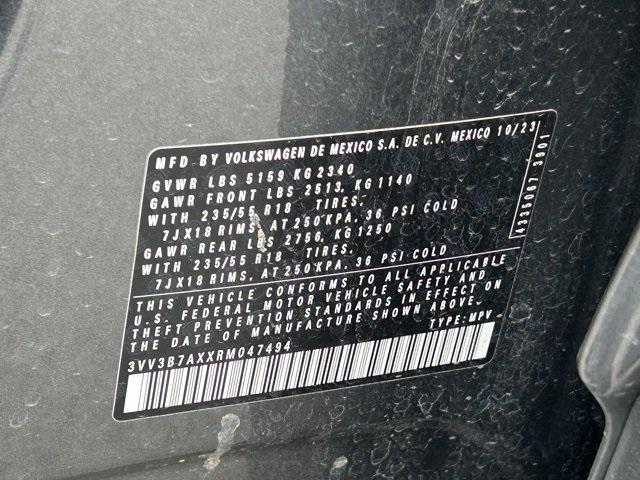 MFD. BY VOLKSWAGEN DE MEXICO S.A. DE C.V. MEXICO 10/23
GVWR LBS 5159 KG 2340
GAWR FRONT LBS 2513, KG 1140
WITH 235/55 R18 TIRES,
7JX18 RIMS, AT 250 KPA, 36 PSI COLD
GAWR REAR LBS 2756, KG 1250
WITH 235/55 R18 TIRES,
7JX18 RIMS, AT 250 KPA, 36 PSI COLD
THIS VEHICLE CONFORMS TO ALL APPLICABLE
U.S. FEDERAL MOTOR VEHICLE SAFETY AND
THEFT PREVENTION STANDARDS IN EFFECT ON
THE DATE OF MANUFACTURE SHOWN ABOVE.
TYPE: MPV
3VV3B7AXXRM047494
4335067 3901